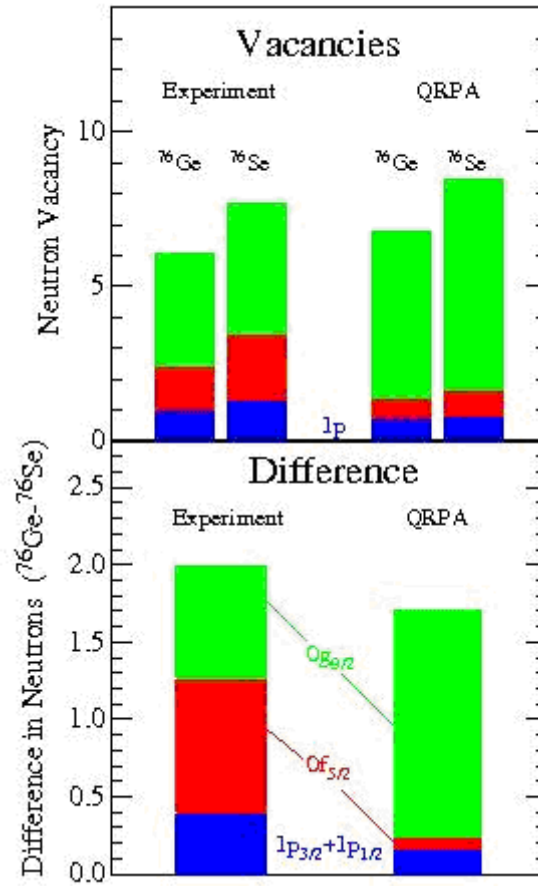 Vacancies
Experiment QRPA
⁷⁶Ge ⁷⁶Se ⁷⁶Ge ⁷⁶Se
10
5
0
Neutron Vacancy
1p
Difference
Experiment QRPA
2.5
2.0
1.5
1.0
0.5
0.0
Difference in Neutrons (⁷⁶Ge-⁷⁶Se)
0g9/2
0f5/2
1p3/2+1p1/2